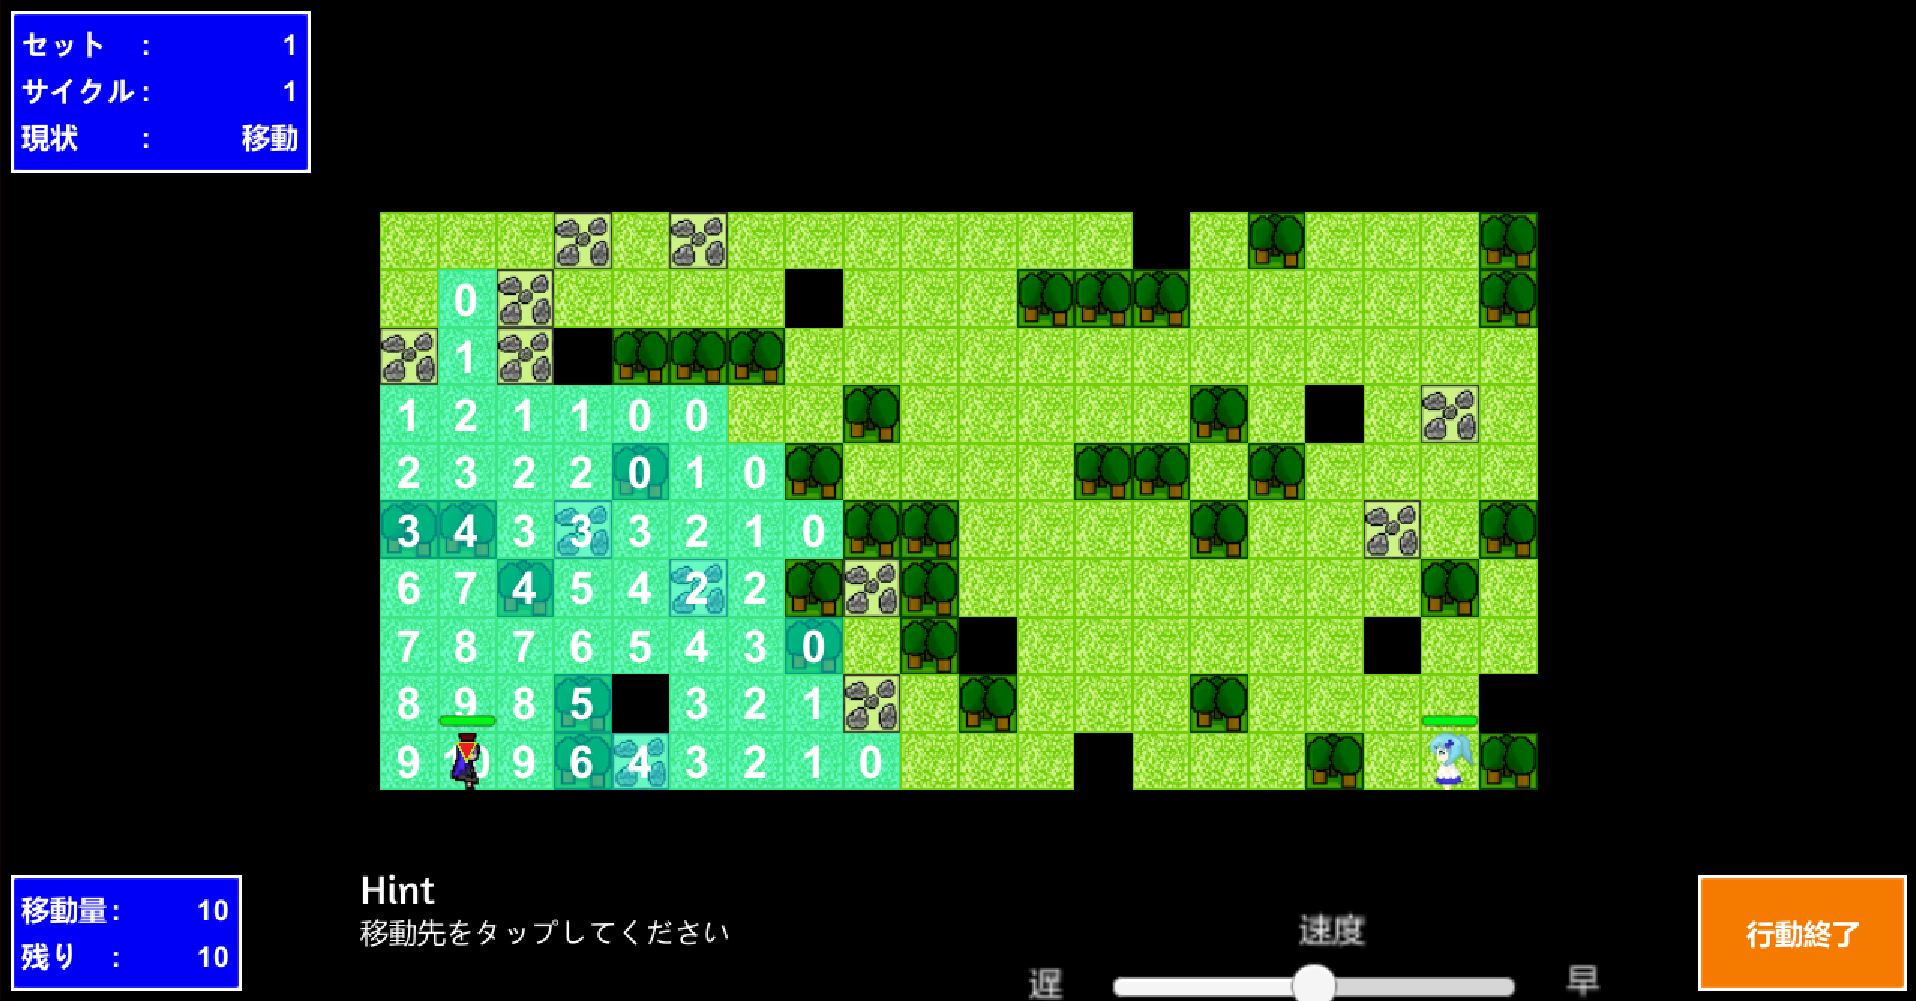 セット : 1
サイクル : 1
現状 : 移動
0
1
1 2 1 1 0 0
2 3 2 2 0 1 0
3 4 3 3 3 2 1 0
6 7 4 5 4 2 2
7 8 7 6 5 4 3 0
8 9 8 5 3 2 1
9 10 9 6 4 3 2 1 0
移動量 : 10
残り : 10
Hint
移動先をタップしてください
速度
遅 早
行動終了